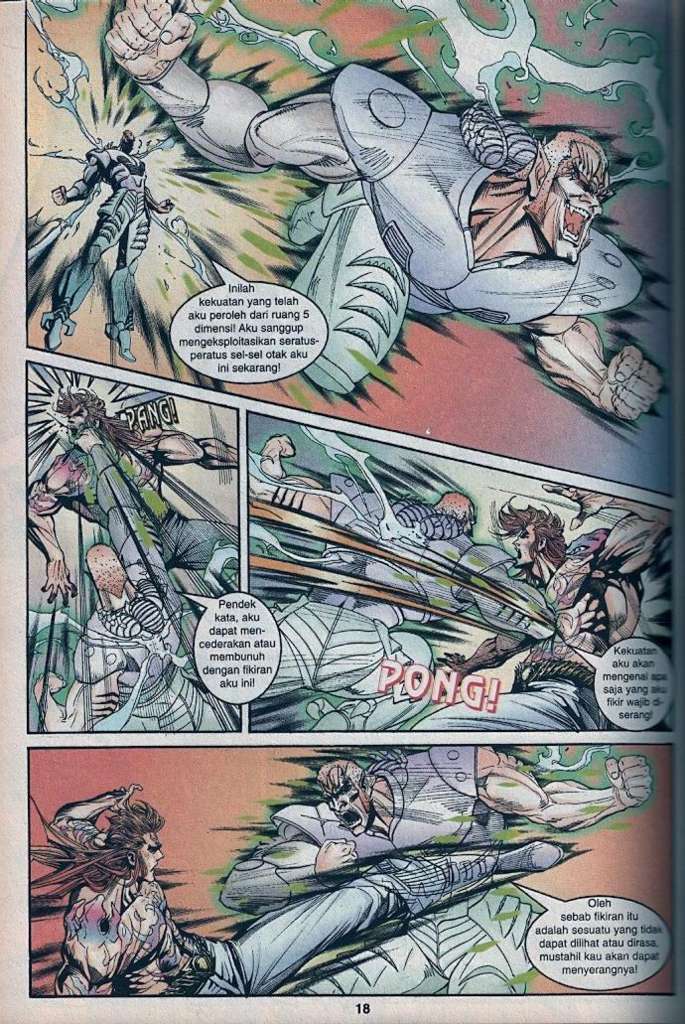 Inilah
kekuatan yang telah
aku peroleh dari ruang 5
dimensi! Aku sanggup
mengeksploitasikan seratus-
peratus sel-sel otak aku
ini sekarang!
PANG!
Pendek
kata, aku
dapat men-
cederakan atau
membunuh
dengan fikiran
aku ini!
PONG!
Kekuatan
aku akan
mengenai apa
saja yang aku
fikir wajib di-
serang!
Oleh
sebab fikiran itu
adalah sesuatu yang tidak
dapat dilihat atau dirasa,
mustahil kau akan dapat
menyerangnya!
18